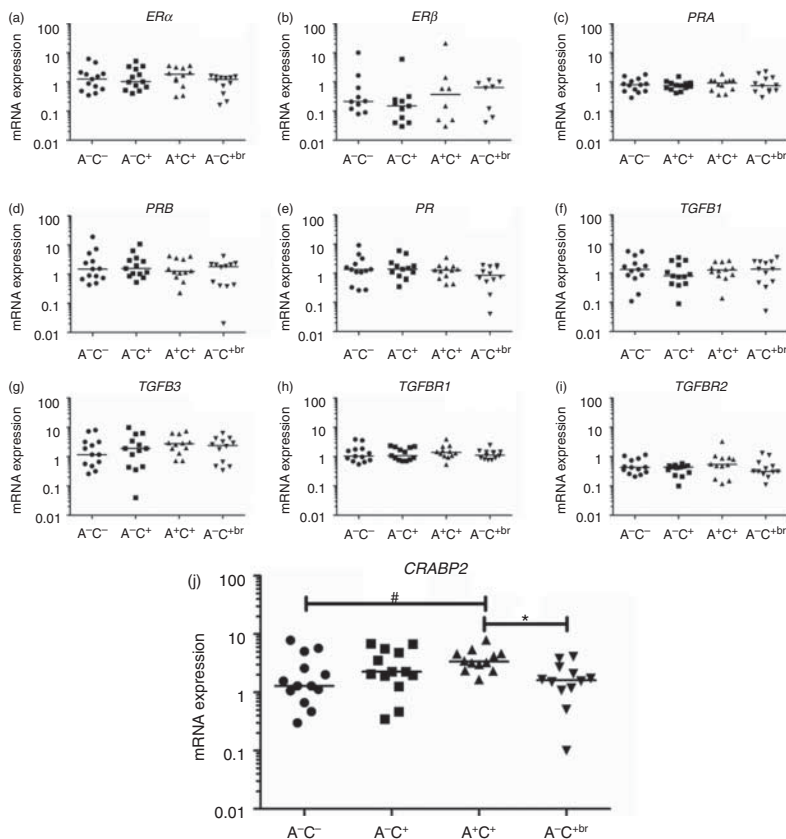 (a) ERα
mRNA expression
100
10
1
0.1
0.01
A⁻C⁻ A⁻C⁺ A⁺C⁺ A⁻C⁺ᵇʳ
(b) ERβ
mRNA expression
100
10
1
0.1
0.01
A⁻C⁻ A⁻C⁺ A⁺C⁺ A⁻C⁺ᵇʳ
(c) PRA
mRNA expression
100
10
1
0.1
0.01
A⁻C⁻ A⁺C⁺ A⁺C⁺ A⁻C⁺ᵇʳ
(d) PRB
mRNA expression
100
10
1
0.1
0.01
A⁻C⁻ A⁻C⁺ A⁺C⁺ A⁻C⁺ᵇʳ
(e) PR
mRNA expression
100
10
1
0.1
0.01
A⁻C⁻ A⁻C⁺ A⁺C⁺ A⁻C⁺ᵇʳ
(f) TGFB1
mRNA expression
100
10
1
0.1
0.01
A⁻C⁻ A⁻C⁺ A⁺C⁺ A⁻C⁺ᵇʳ
(g) TGFB3
mRNA expression
100
10
1
0.1
0.01
A⁻C⁻ A⁻C⁺ A⁺C⁺ A⁻C⁺ᵇʳ
(h) TGFBR1
mRNA expression
100
10
1
0.1
0.01
A⁻C⁻ A⁻C⁺ A⁺C⁺ A⁻C⁺ᵇʳ
(i) TGFBR2
mRNA expression
100
10
1
0.1
0.01
A⁻C⁻ A⁻C⁺ A⁺C⁺ A⁻C⁺ᵇʳ
(j) CRABP2
mRNA expression
100
10
1
0.1
0.01
#
*
A⁻C⁻ A⁻C⁺ A⁺C⁺ A⁻C⁺ᵇʳ